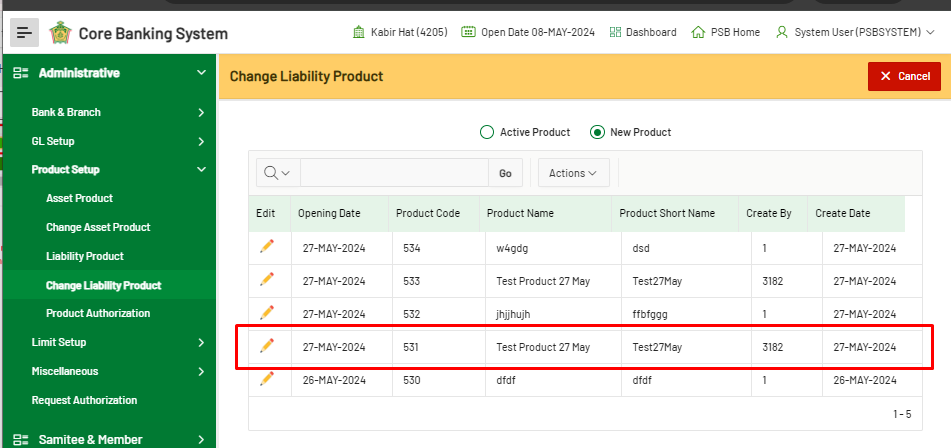 Core Banking System
Kabir Hat (4205)
Open Date 08-MAY-2024
Dashboard
PSB Home
System User (PSBSYSTEM)
Administrative
Bank & Branch
GL Setup
Product Setup
Asset Product
Change Asset Product
Liability Product
Change Liability Product
Product Authorization
Limit Setup
Miscellaneous
Request Authorization
Samitee & Member
Change Liability Product
Cancel
Active Product New Product
Go Actions
Edit Opening Date Product Code Product Name Product Short Name Create By Create Date
27-MAY-2024 534 w4gdg dsd 1 27-MAY-2024
27-MAY-2024 533 Test Product 27 May Test27May 3182 27-MAY-2024
27-MAY-2024 532 jhjjhujh ffbfggg 1 27-MAY-2024
27-MAY-2024 531 Test Product 27 May Test27May 3182 27-MAY-2024
26-MAY-2024 530 dfdf dfdf 1 26-MAY-2024
1 - 5